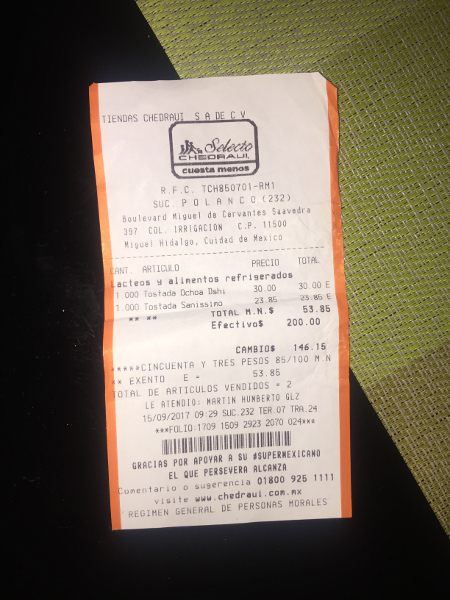 TIENDAS CHEDRAUI S A DE C V
Selecto
CHEDRAUI
cuesta menos
R.F.C. TCH850701-RM1
SUC. POLANCO (232)
Boulevard Miguel de Cervantes Saavedra
397 COL. IRRIGACION C.P. 11500
Miguel Hidalgo, Cuidad de Mexico
CANT. ARTICULO PRECIO TOTAL
Lacteos y alimentos refrigerados
1.000 Tostada Ochoa Dshi 30.00 30.00 E
1.000 Tostada Sanissimo 23.85 23.85 E
** ** ** TOTAL M.N.$ 53.85
Efectivo$ 200.00
CAMBIO$ 146.15
*****CINCUENTA Y TRES PESOS 85/100 M.N
** EXENTO E = 53.85
TOTAL DE ARTICULOS VENDIDOS = 2
LE ATENDIO: MARTIN HUMBERTO GLZ
15/09/2017 09:29 SUC.232 TER.07 TRA.24
***FOLIO:1709 1509 2923 2070 024***
GRACIAS POR APOYAR A SU #SUPERMEXICANO
EL QUE PERSEVERA ALCANZA
Comentario o sugerencia 01800 925 1111
visite www.chedraui.com.mx
REGIMEN GENERAL DE PERSONAS MORALES